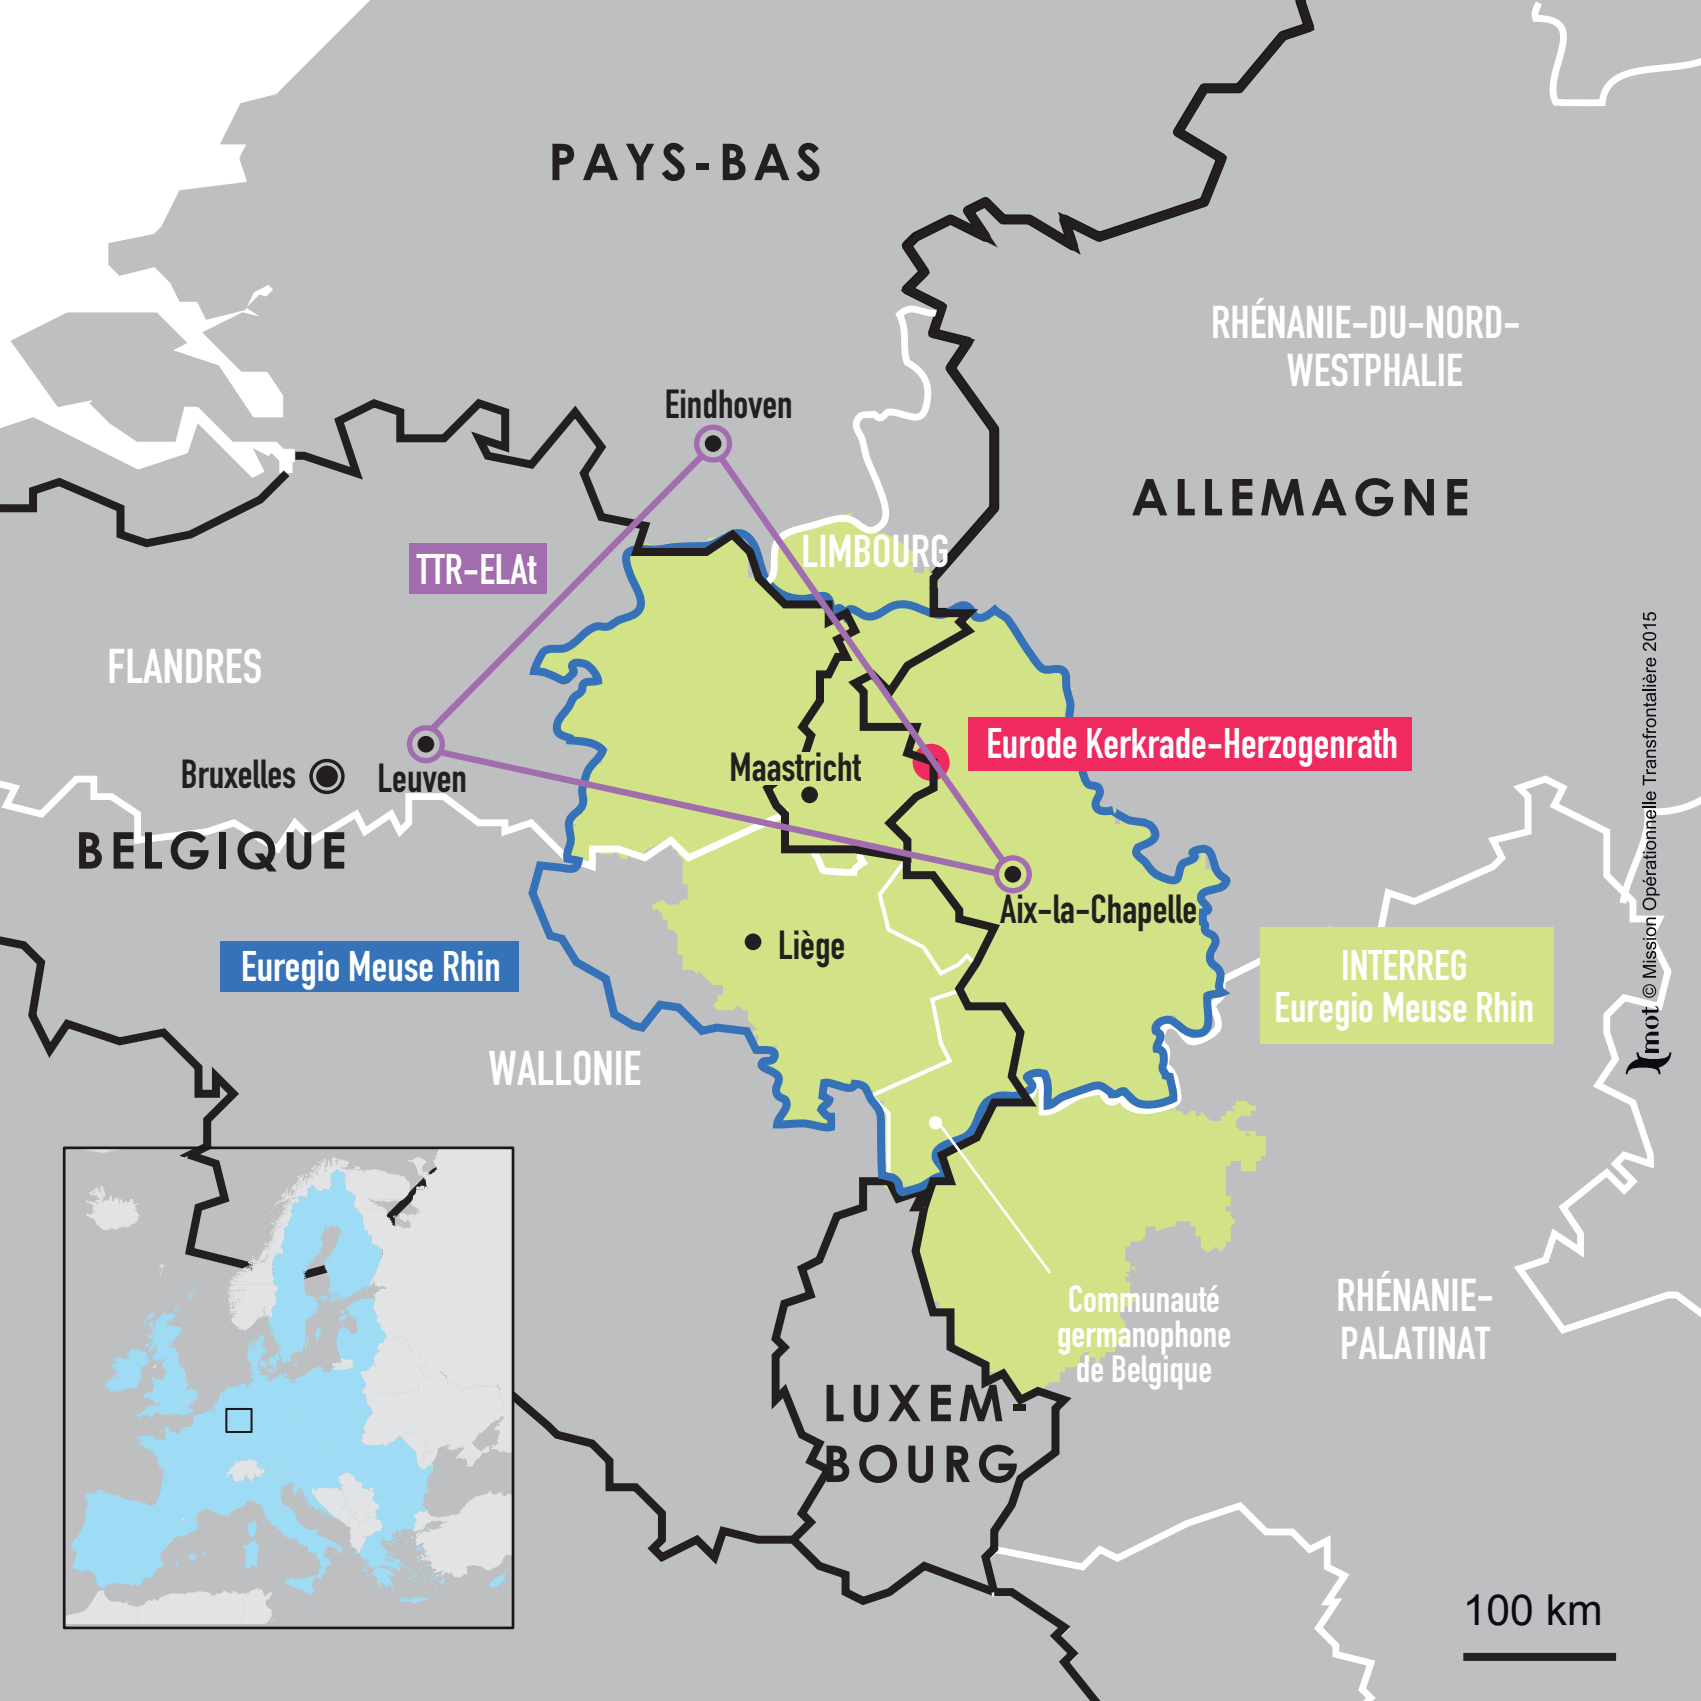 PAYS-BAS
RHÉNANIE-DU-NORD-
WESTPHALIE
Eindhoven
ALLEMAGNE
LIMBOURG
TTR-ELAt
FLANDRES
Eurode Kerkrade-Herzogenrath
Maastricht
Bruxelles
Leuven
BELGIQUE
Aix-la-Chapelle
Liège
Euregio Meuse Rhin
INTERREG
Euregio Meuse Rhin
WALLONIE
Communauté
germanophone
de Belgique
RHÉNANIE-
PALATINAT
LUXEM-
BOURG
100 km
mot © Mission Opérationnelle Transfrontalière 2015